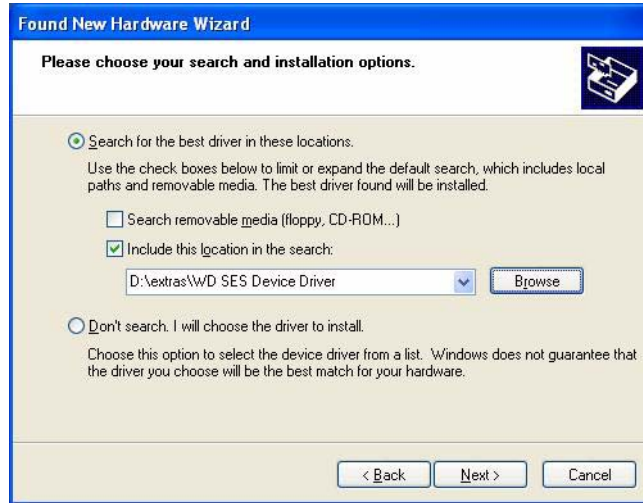 Found New Hardware Wizard
Please choose your search and installation options.
Search for the best driver in these locations.
Use the check boxes below to limit or expand the default search, which includes local
paths and removable media. The best driver found will be installed.
Search removable media (floppy, CD-ROM...)
Include this location in the search:
D:\extras\WD SES Device Driver
Browse
Don't search. I will choose the driver to install.
Choose this option to select the device driver from a list. Windows does not guarantee that
the driver you choose will be the best match for your hardware.
< Back Next > Cancel